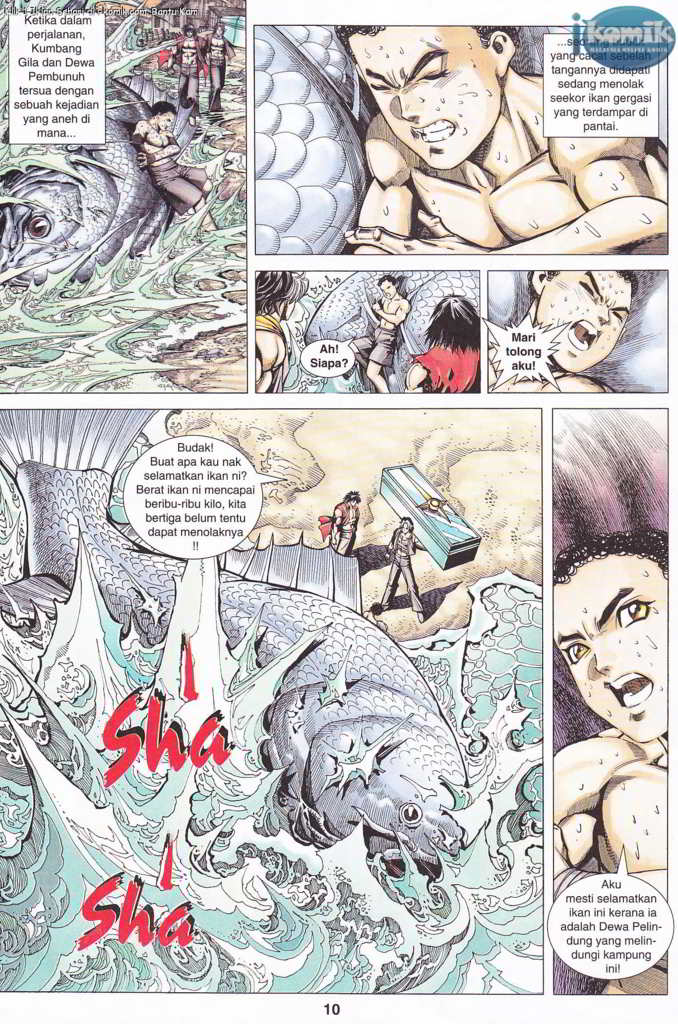 Ketika dalam
perjalanan,
Kumbang
Gila dan Dewa
Pembunuh
tersua dengan
sebuah kejadian
yang aneh di
mana...
ikomik
MALAYSIA ONLINE KOMIK
yang cacat sebelah
tangannya didapati
sedang menolak
seekor ikan gergasi
yang terdampar di
pantai.
Ah!
Siapa?
Mari
tolong
aku!
Budak!
Buat apa kau nak
selamatkan ikan ni?
Berat ikan ni mencapai
beribu-ribu kilo, kita
bertiga belum tentu
dapat menolaknya
!!
Sha
Sha
Aku
mesti selamatkan
ikan ini kerana ia
adalah Dewa Pelin-
dung yang melin-
dungi kampung
ini!
10